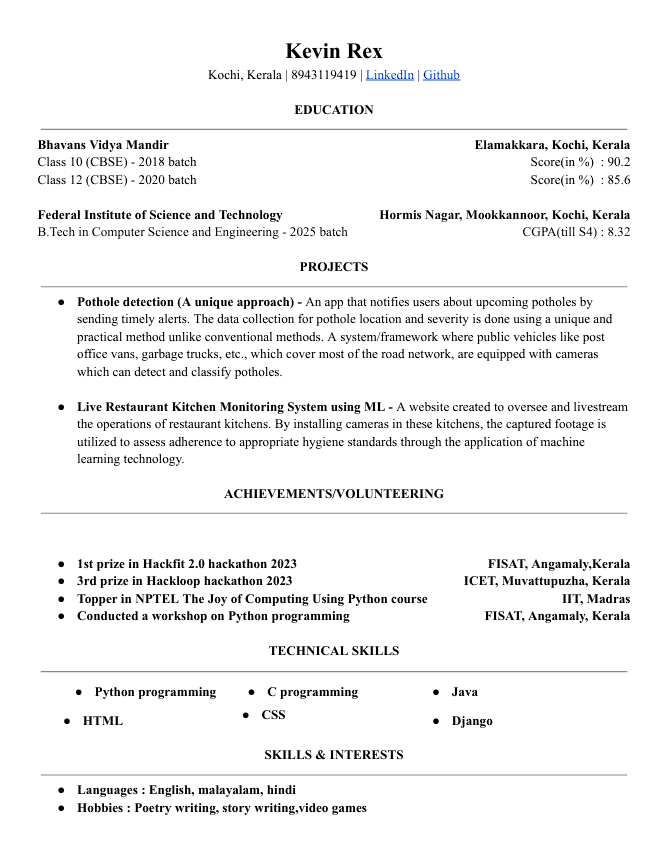 Kevin Rex
Kochi, Kerala | 8943119419 | LinkedIn | Github
EDUCATION
Bhavans Vidya Mandir Elamakkara, Kochi, Kerala
Class 10 (CBSE) - 2018 batch Score(in %) : 90.2
Class 12 (CBSE) - 2020 batch Score(in %) : 85.6
Federal Institute of Science and Technology Hormis Nagar, Mookkannoor, Kochi, Kerala
B.Tech in Computer Science and Engineering - 2025 batch CGPA(till S4) : 8.32
PROJECTS
● Pothole detection (A unique approach) - An app that notifies users about upcoming potholes by
sending timely alerts. The data collection for pothole location and severity is done using a unique and
practical method unlike conventional methods. A system/framework where public vehicles like post
office vans, garbage trucks, etc., which cover most of the road network, are equipped with cameras
which can detect and classify potholes.
● Live Restaurant Kitchen Monitoring System using ML - A website created to oversee and livestream
the operations of restaurant kitchens. By installing cameras in these kitchens, the captured footage is
utilized to assess adherence to appropriate hygiene standards through the application of machine
learning technology.
ACHIEVEMENTS/VOLUNTEERING
● 1st prize in Hackfit 2.0 hackathon 2023 FISAT, Angamaly,Kerala
● 3rd prize in Hackloop hackathon 2023 ICET, Muvattupuzha, Kerala
● Topper in NPTEL The Joy of Computing Using Python course IIT, Madras
● Conducted a workshop on Python programming FISAT, Angamaly, Kerala
TECHNICAL SKILLS
● Python programming ● C programming ● Java
● HTML ● CSS ● Django
SKILLS & INTERESTS
● Languages : English, malayalam, hindi
● Hobbies : Poetry writing, story writing,video games